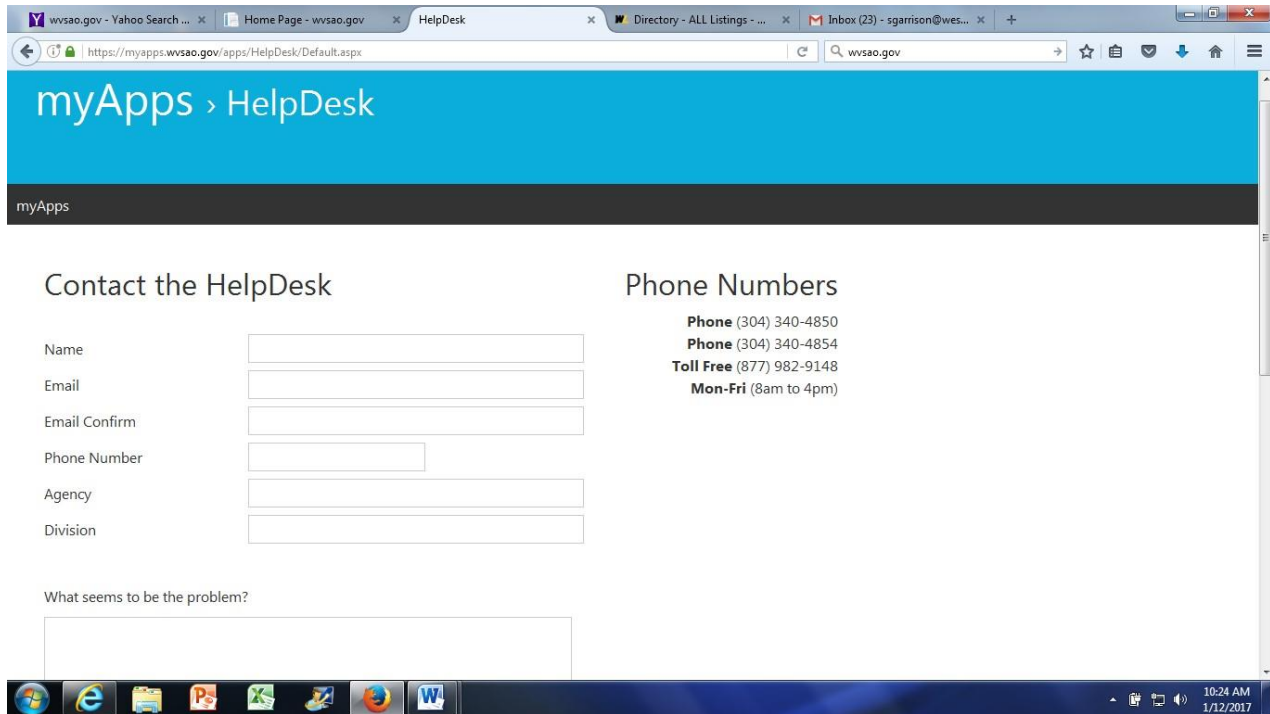 wvsao.gov - Yahoo Search ...
Home Page - wvsao.gov
HelpDesk
Directory - ALL Listings - ...
Inbox (23) - sgarrison@wes...
https://myapps.wvsao.gov/apps/HelpDesk/Default.aspx
wvsao.gov
myApps › HelpDesk
myApps
Contact the HelpDesk
Name
Email
Email Confirm
Phone Number
Agency
Division
What seems to be the problem?
Phone Numbers
Phone (304) 340-4850
Phone (304) 340-4854
Toll Free (877) 982-9148
Mon-Fri (8am to 4pm)
10:24 AM
1/12/2017